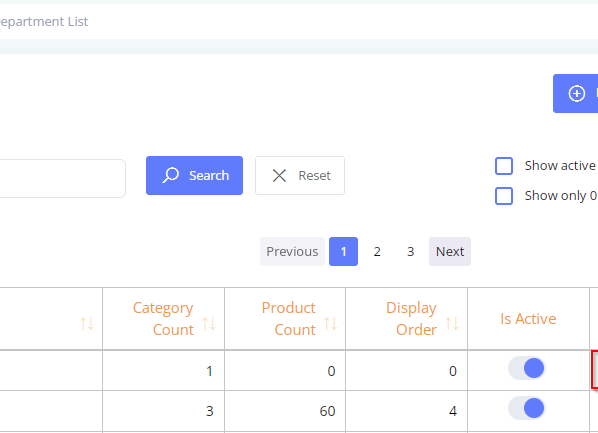 epartment List
Search
Reset
Show active
Show only 0
Previous 1 2 3 Next
Category Count
Product Count
Display Order
Is Active
1 0 0
3 60 4